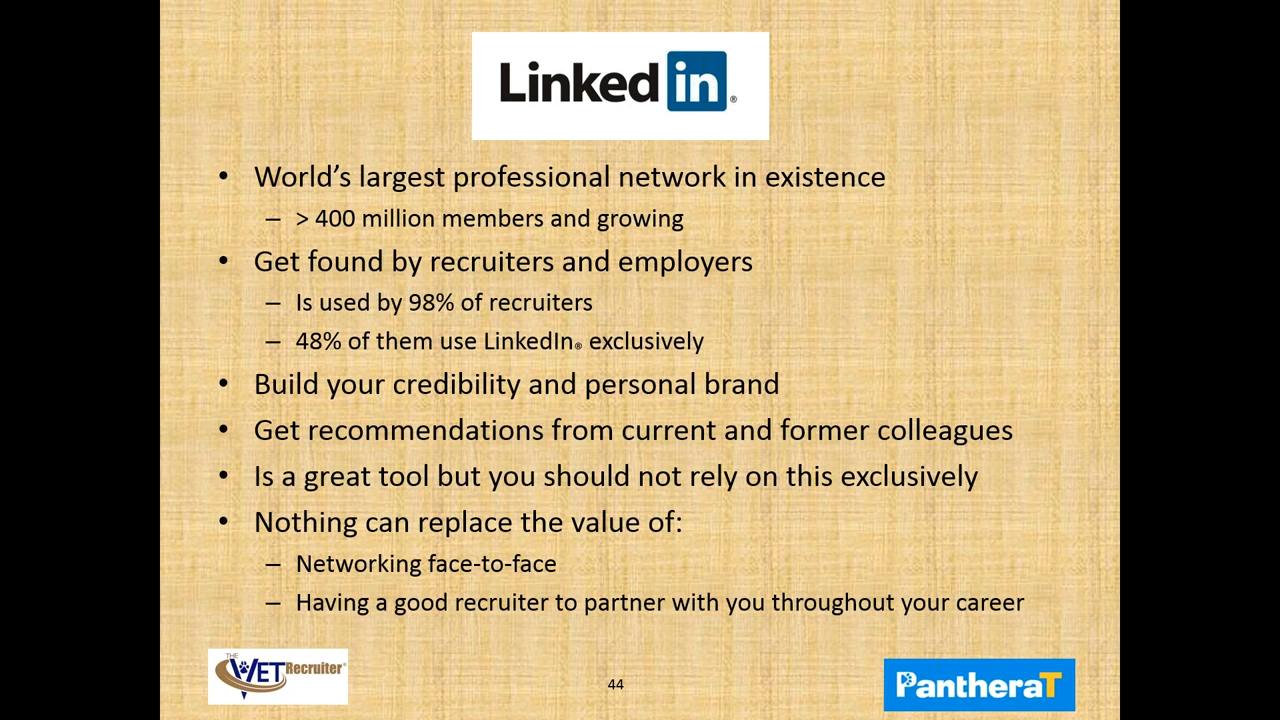 Linked in®
• World’s largest professional network in existence
– > 400 million members and growing
• Get found by recruiters and employers
– Is used by 98% of recruiters
– 48% of them use LinkedIn® exclusively
• Build your credibility and personal brand
• Get recommendations from current and former colleagues
• Is a great tool but you should not rely on this exclusively
• Nothing can replace the value of:
– Networking face-to-face
– Having a good recruiter to partner with you throughout your career
THE
VET Recruiter®
44
PantheraT